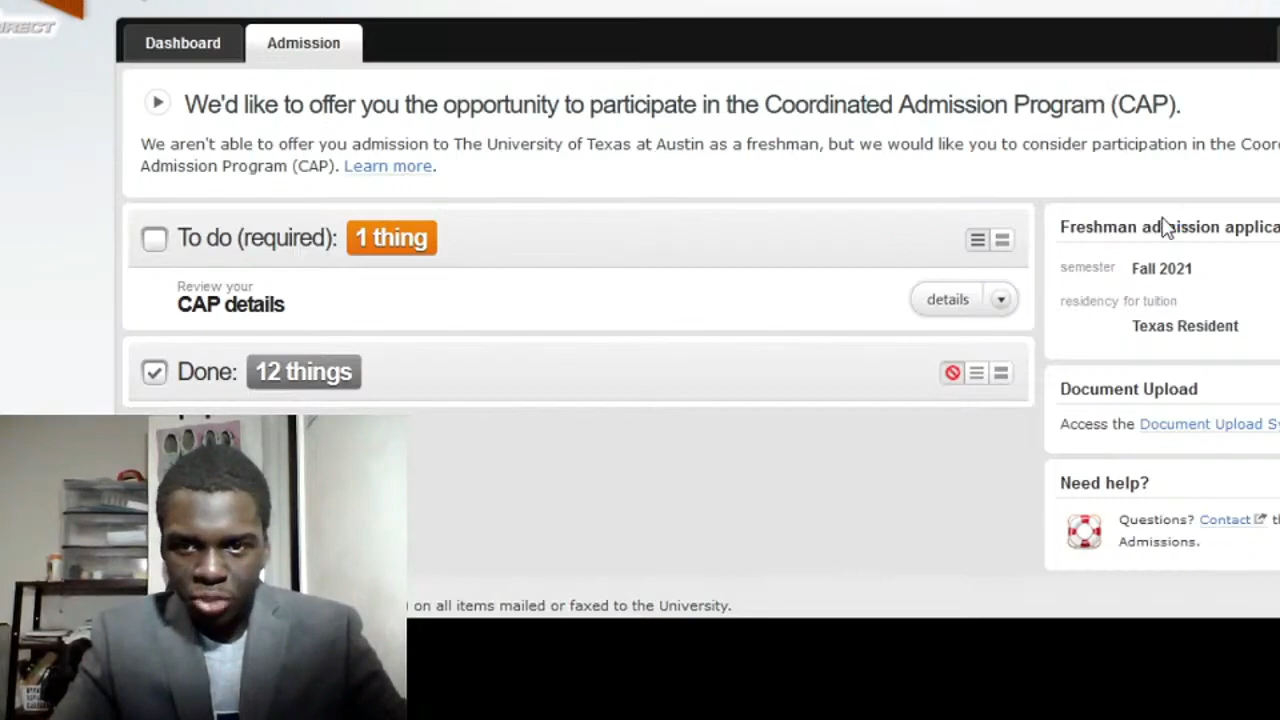 DIRECT
Dashboard
Admission
We'd like to offer you the opportunity to participate in the Coordinated Admission Program (CAP).
We aren't able to offer you admission to The University of Texas at Austin as a freshman, but we would like you to consider participation in the
Admission Program (CAP). Learn more.
To do (required): 1 thing
Review your
CAP details
details
Done: 12 things
Freshman admission
semester Fall 2021
residency for tuition
Texas Resident
Document Upload
Access the Document Upload
Need help?
Questions? Contact
Admissions.
on all items mailed or faxed to the University.